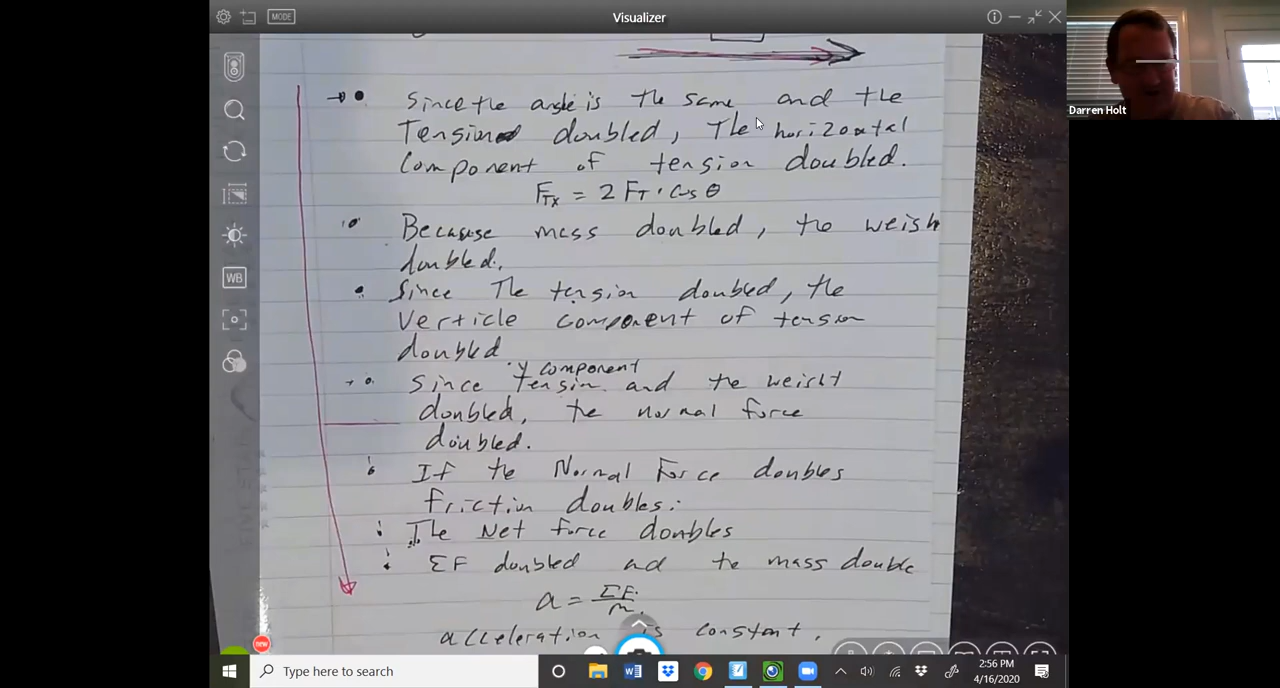 MODE
Visualizer
Darren Holt
WB
Since the angle is the same and the
Tension doubled, The horizontal
component of tension doubled.
FTx = 2 FT · Cos θ
Because mass doubled, the weigh
doubled.
Since The tension doubled, the
Verticle component of tension
doubled
y component
Since Tension and the weight
doubled, the normal force
doubled.
If the Normal Force doubles
friction doubles.
The Net force doubles
ΣF doubled and the mass double
a = ΣF/m.
acceleration is constant.
new
Type here to search
2:56 PM
4/16/2020